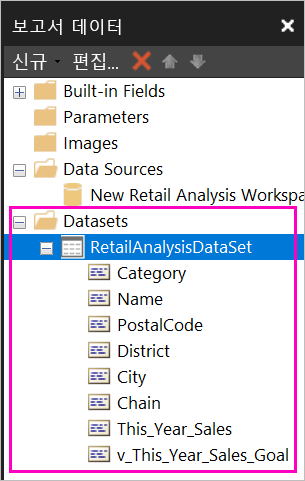 보고서 데이터
신규 편집...
Built-in Fields
Parameters
Images
Data Sources
New Retail Analysis Workspa
Datasets
RetailAnalysisDataSet
Category
Name
PostalCode
District
City
Chain
This_Year_Sales
v_This_Year_Sales_Goal